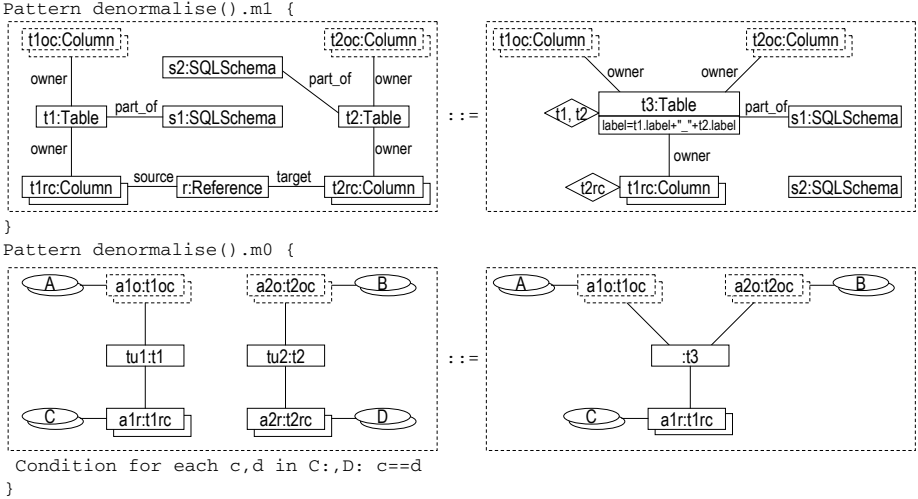 Pattern denormalise().m1 {
t1oc:Column t2oc:Column t1oc:Column t2oc:Column
s2:SQLSchema
owner part_of owner owner owner
t1:Table part_of s1:SQLSchema t2:Table ::= t1, t2 t3:Table part_of s1:SQLSchema
label=t1.label+"_"+t2.label
owner owner owner
t1rc:Column source r:Reference target t2rc:Column t2rc t1rc:Column s2:SQLSchema
}
Pattern denormalise().m0 {
A a1o:t1oc a2o:t2oc B A a1o:t1oc a2o:t2oc B
tu1:t1 tu2:t2 ::= :t3
C a1r:t1rc a2r:t2rc D C a1r:t1rc
Condition for each c,d in C:,D: c==d
}